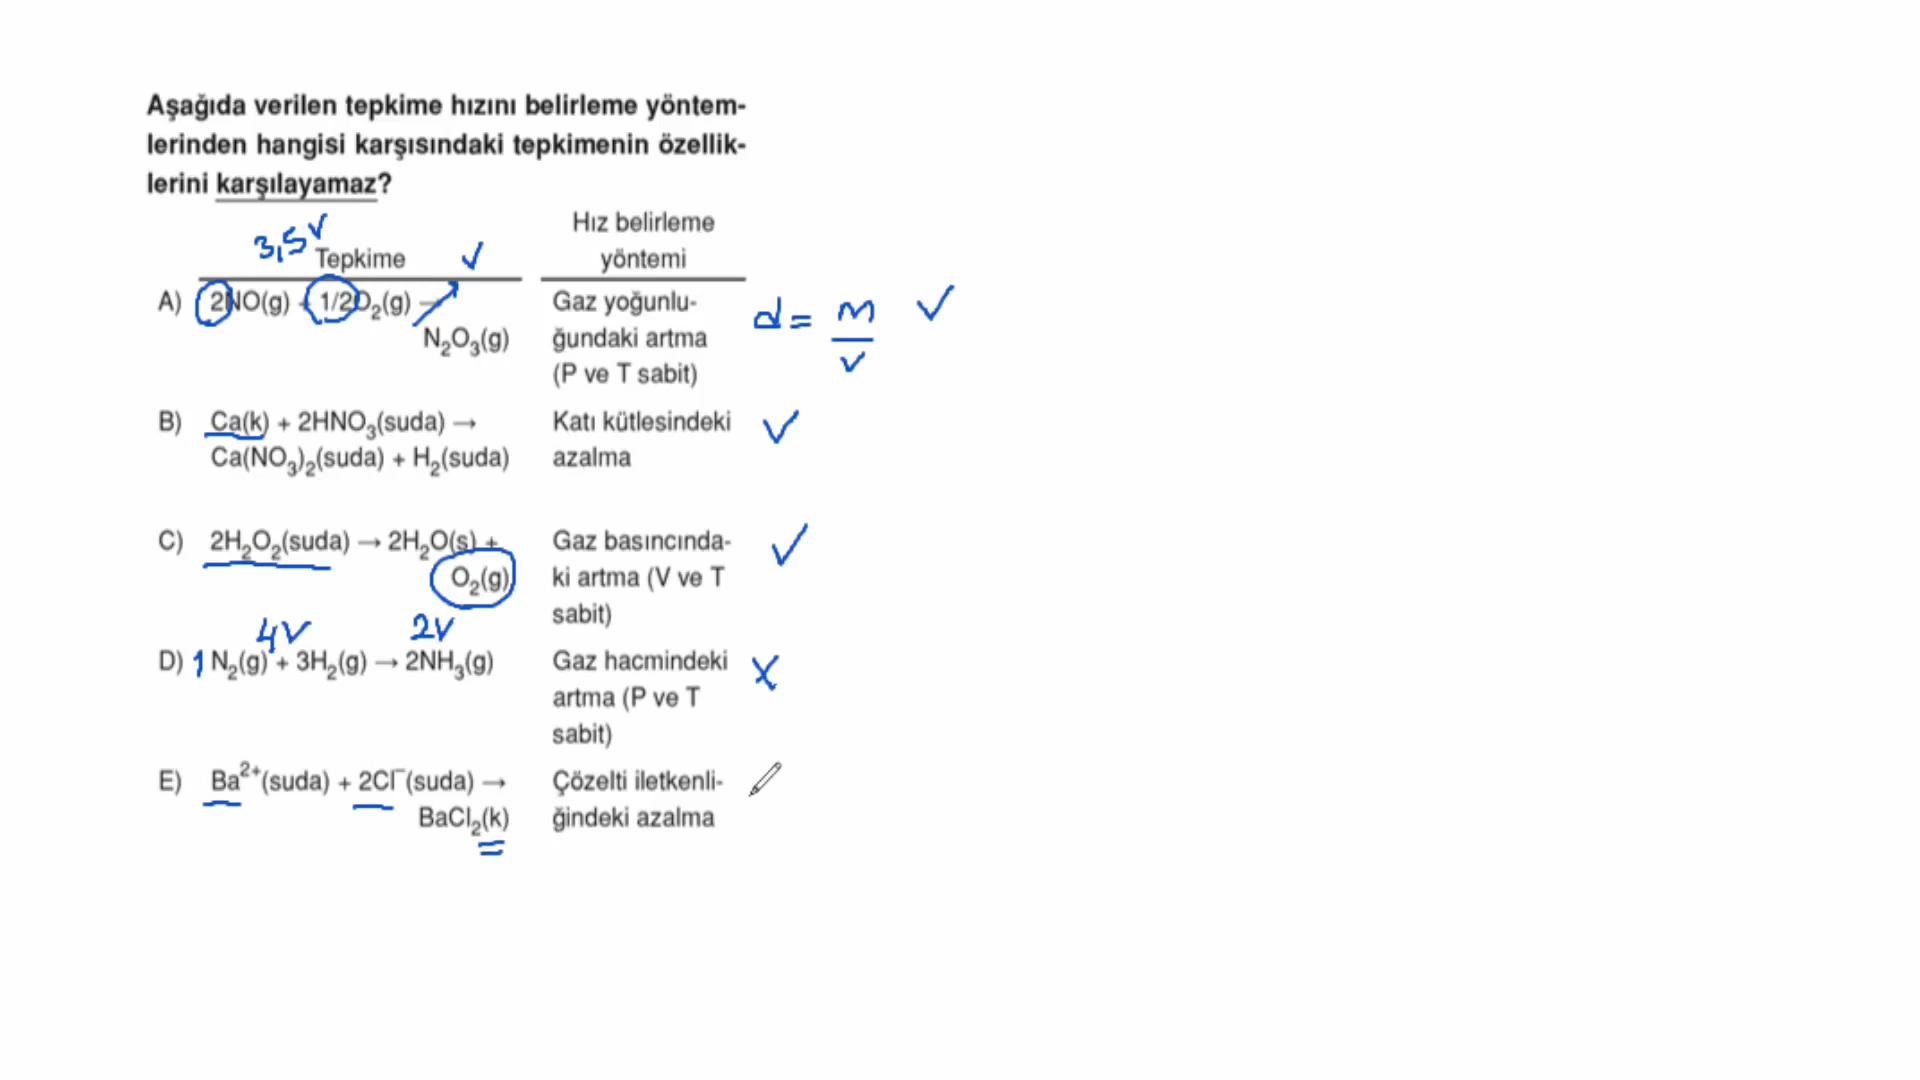 Aşağıda verilen tepkime hızını belirleme yöntem-
lerinden hangisi karşısındaki tepkimenin özellik-
lerini karşılayamaz?
Hız belirleme
3,5V
Tepkime
V
yöntemi
A) 2NO(g) + 1/2O₂(g) →
Gaz yoğunlu-
d = m/v ✓
N₂O₃(g)
ğundaki artma
(P ve T sabit)
B) Ca(k) + 2HNO₃(suda) →
Katı kütlesindeki ✓
Ca(NO₃)₂(suda) + H₂(suda)
azalma
C) 2H₂O₂(suda) → 2H₂O(s) +
Gaz basıncında- ✓
O₂(g)
ki artma (V ve T
sabit)
4V 2V
D) 1 N₂(g) + 3H₂(g) → 2NH₃(g)
Gaz hacmindeki X
artma (P ve T
sabit)
E) Ba²⁺(suda) + 2Cl⁻(suda) →
Çözelti iletkenli-
BaCl₂(k)
ğindeki azalma